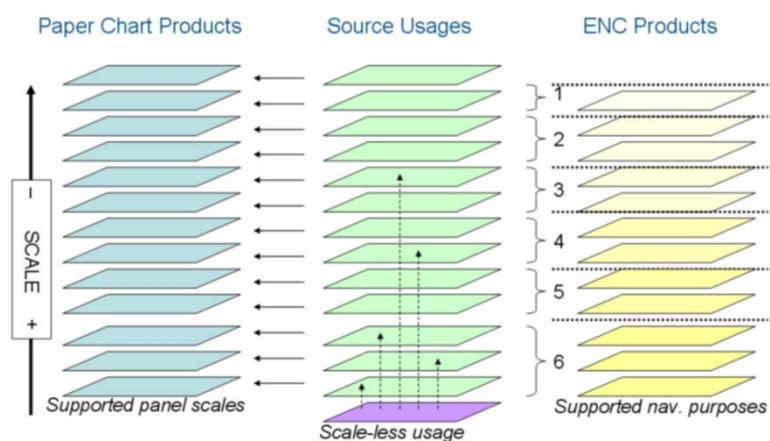 Paper Chart Products
Source Usages
ENC Products
1
2
3
4
5
6
−
SCALE
+
Supported panel scales
Scale-less usage
Supported nav. purposes